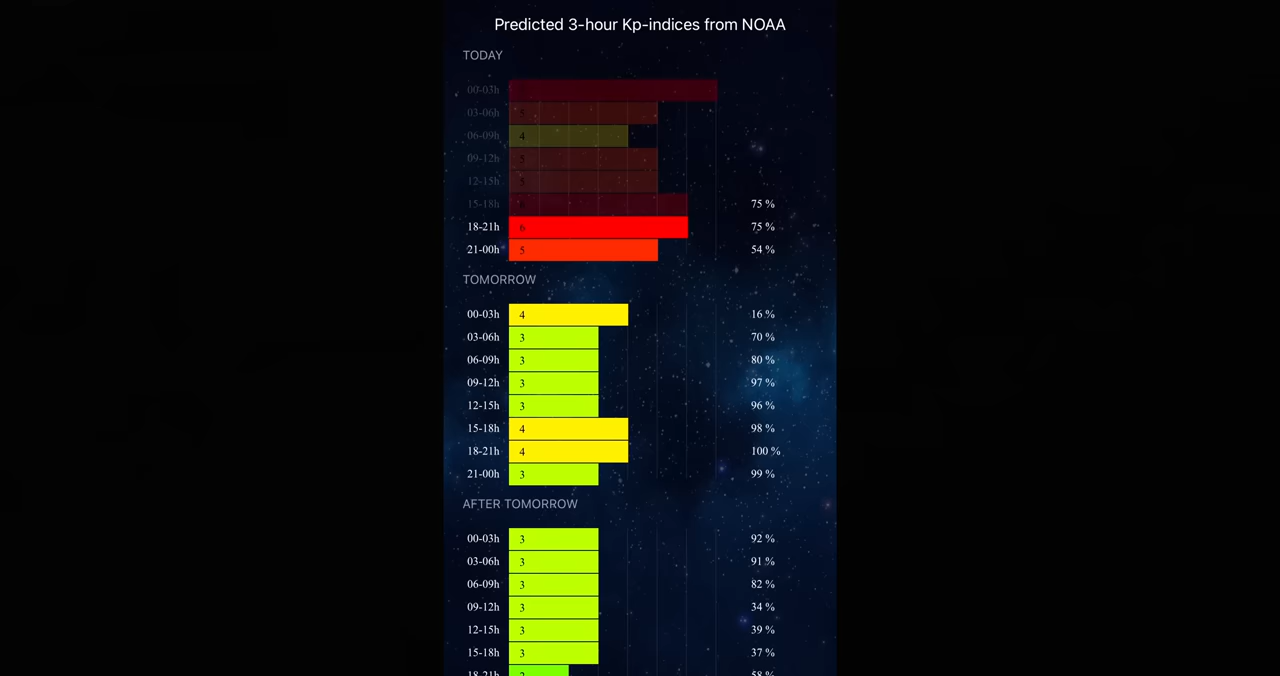 Predicted 3-hour Kp-indices from NOAA
TODAY
00-03h
03-06h 5
06-09h 4
09-12h 5
12-15h 5
15-18h 75 %
18-21h 6 75 %
21-00h 5 54 %
TOMORROW
00-03h 4 16 %
03-06h 3 70 %
06-09h 3 80 %
09-12h 3 97 %
12-15h 3 96 %
15-18h 4 98 %
18-21h 4 100 %
21-00h 3 99 %
AFTER TOMORROW
00-03h 3 92 %
03-06h 3 91 %
06-09h 3 82 %
09-12h 3 34 %
12-15h 3 39 %
15-18h 3 37 %
18-21h 2 58 %